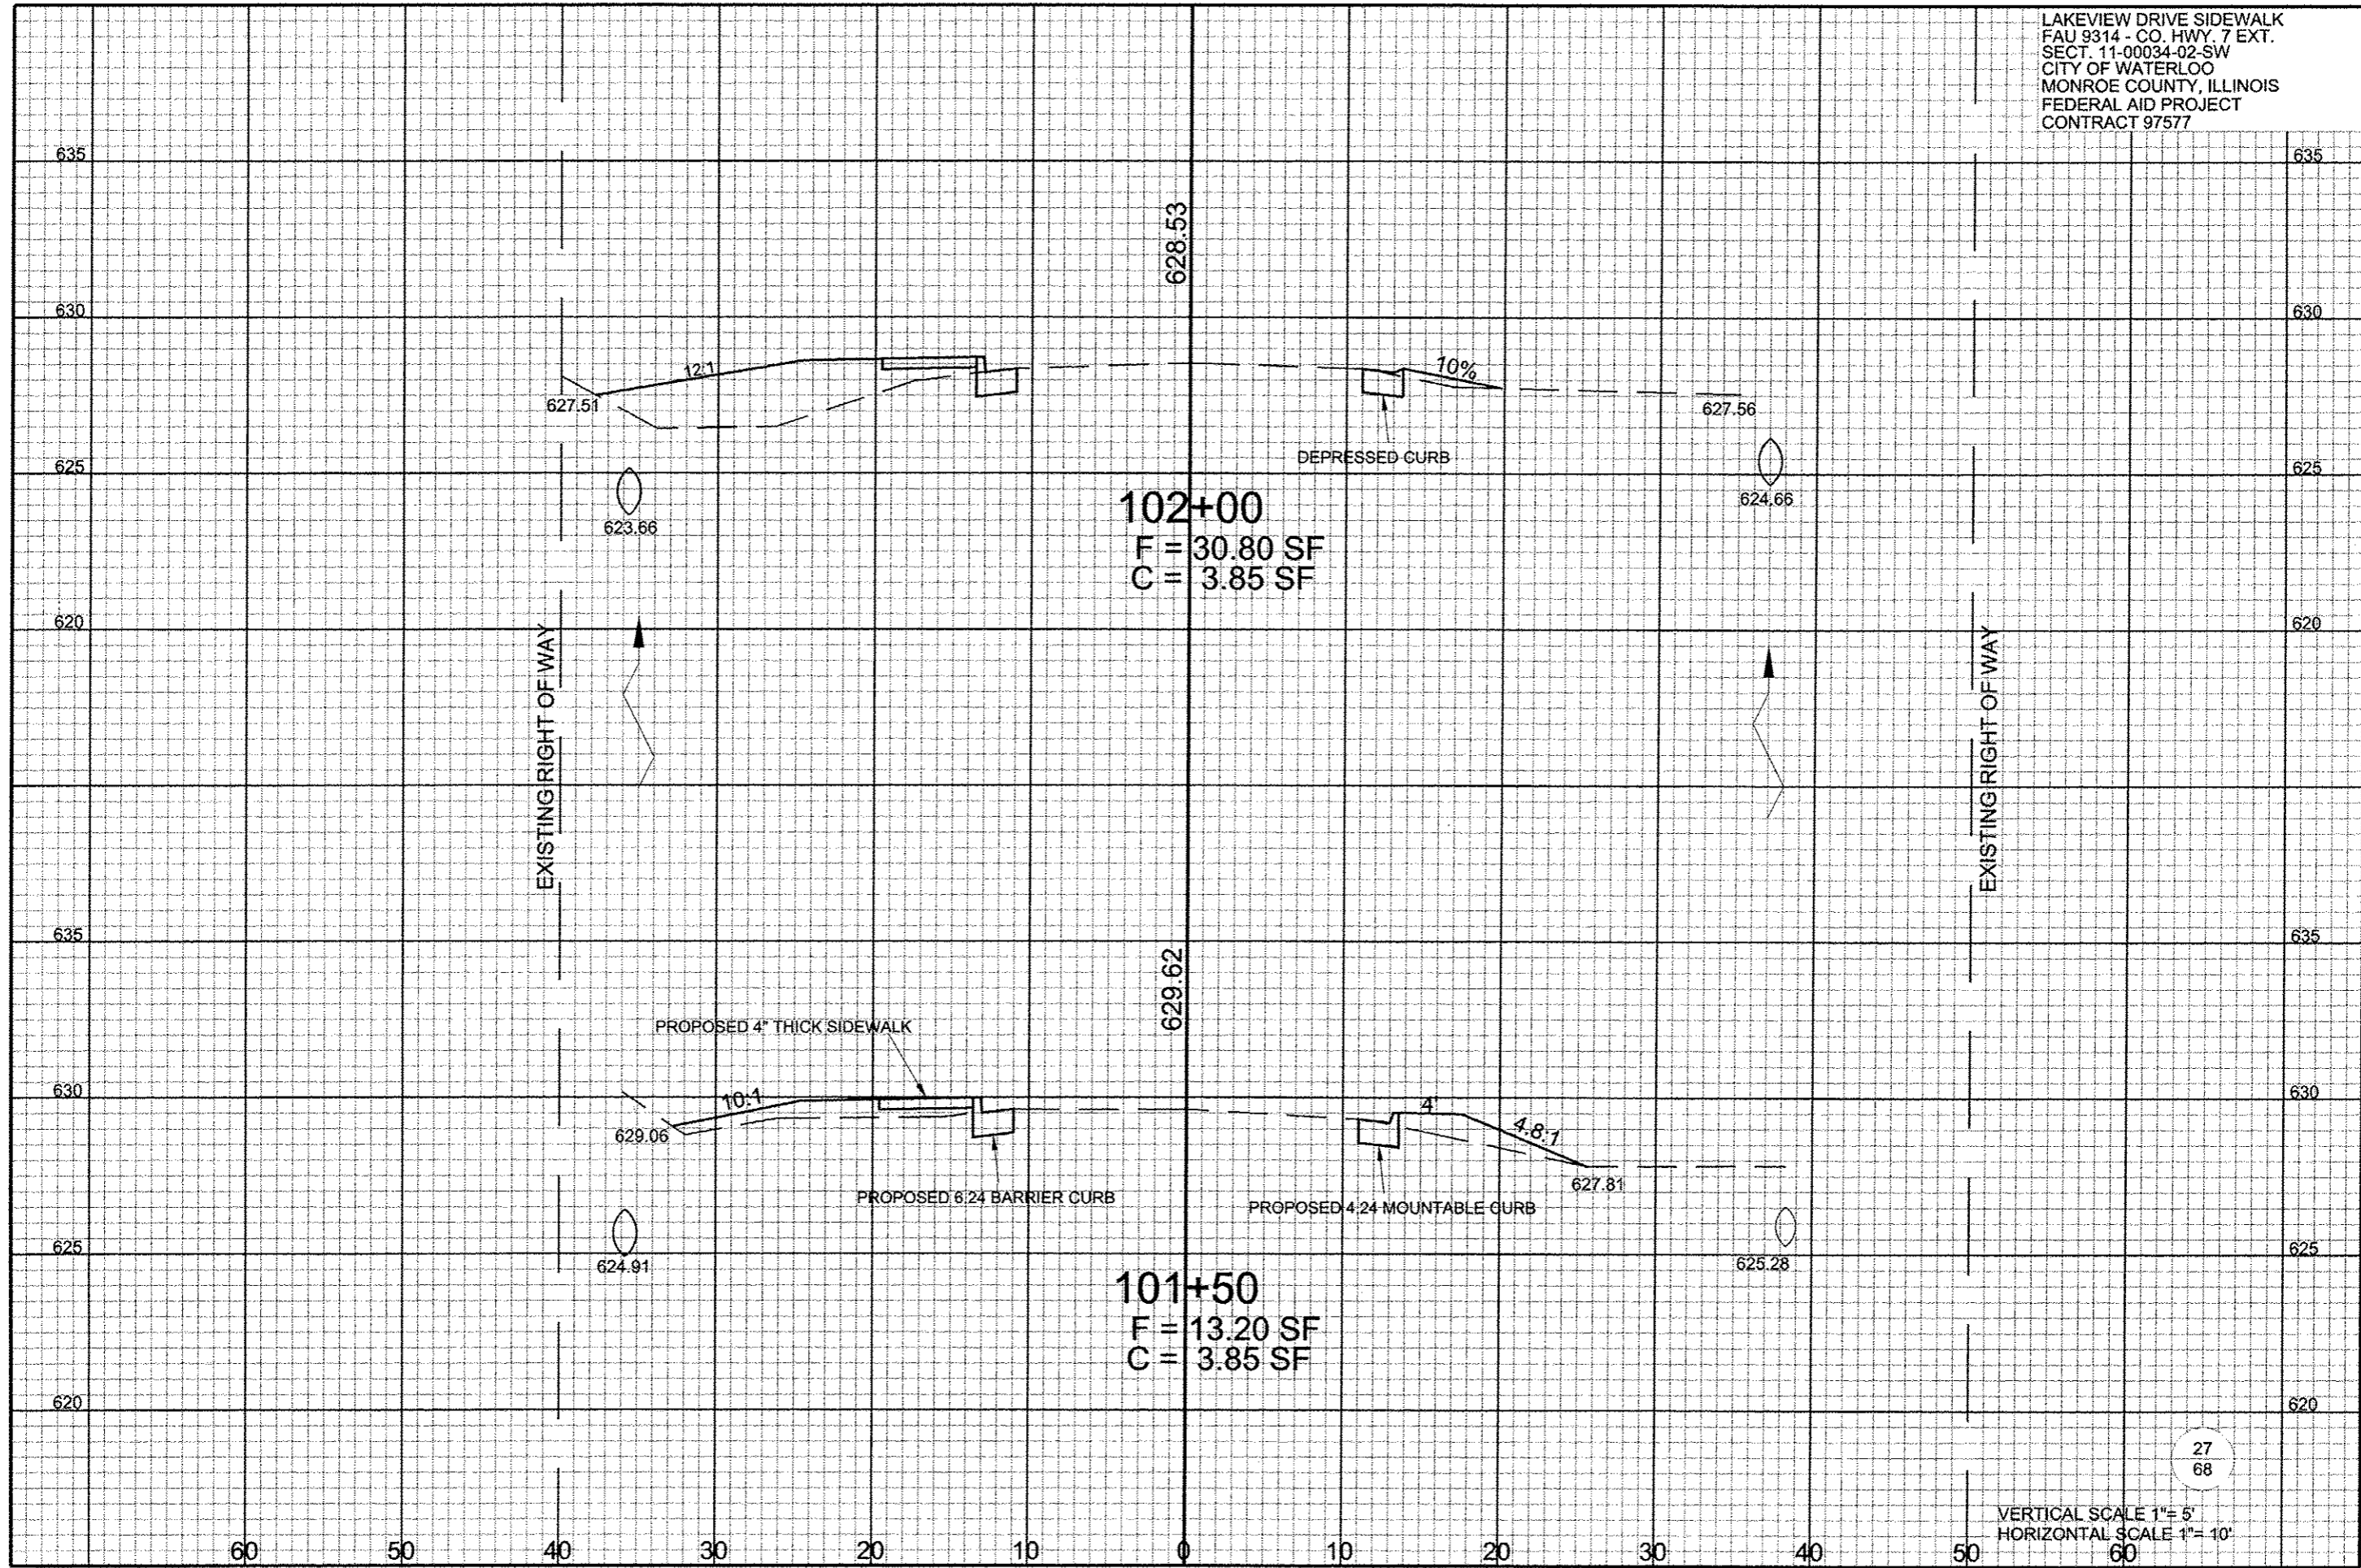 LAKEVIEW DRIVE SIDEWALK
FAU 9314 - CO. HWY. 7 EXT.
SECT. 11-00034-02-SW
CITY OF WATERLOO
MONROE COUNTY, ILLINOIS
FEDERAL AID PROJECT
CONTRACT 97577
635
635
628.53
630
630
12:1
10%
627.51
627.56
DEPRESSED CURB
625
625
623.66
624.66
102+00
F = 30.80 SF
C = 3.85 SF
620
620
EXISTING RIGHT OF WAY
EXISTING RIGHT OF WAY
635
635
629.62
PROPOSED 4" THICK SIDEWALK
630
630
10:1
4'
4.8:1
629.06
627.81
PROPOSED 6.24 BARRIER CURB
PROPOSED 4.24 MOUNTABLE CURB
625
625
624.91
625.28
101+50
F = 13.20 SF
C = 3.85 SF
620
620
27
68
VERTICAL SCALE 1"= 5'
HORIZONTAL SCALE 1"= 10'
60 50 40 30 20 10 0 10 20 30 40 50 60